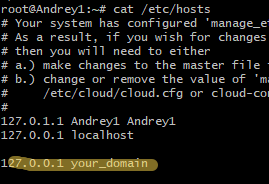 root@Andrey1:~# cat /etc/hosts
# Your system has configured 'manage_e
# As a result, if you wish for changes
# then you will need to either
# a.) make changes to the master file i
# b.) change or remove the value of 'ma
#     /etc/cloud/cloud.cfg or cloud-con
#
127.0.1.1 Andrey1 Andrey1
127.0.0.1 localhost
127.0.0.1 your_domain